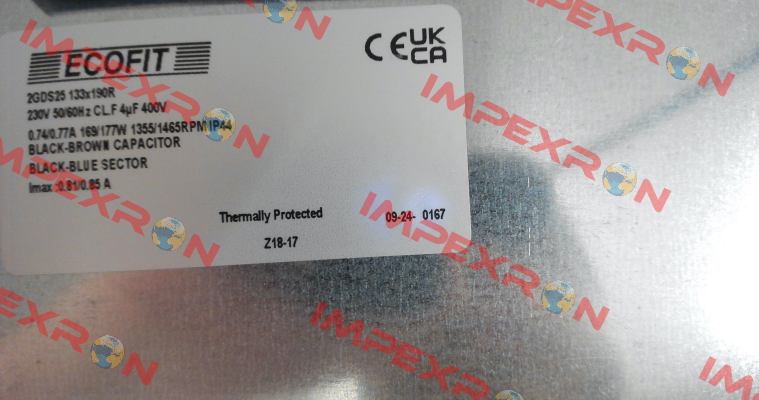 ECOFIT
CE UK
CA
2GDS25 133x190R
230V 50/60Hz CL.F 4µF 400V
0.74/0.77A 169/177W 1355/1465RPM IP44
BLACK-BROWN CAPACITOR
BLACK-BLUE SECTOR
Imax :0.81/0.85 A
Thermally Protected 09-24- 0167
Z18-17
IMPEXRON
IMPEXRON
IMPEXRON
IMPEXRON
IMPEXRON
IMPEXRON